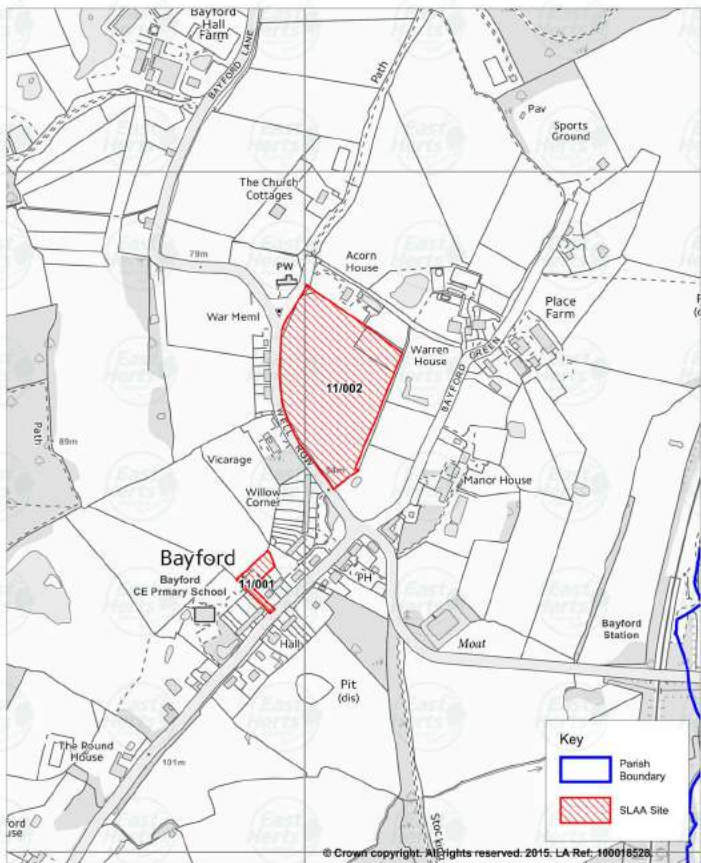 Bayford
Hall
Farm
BAYFORD LANE
Path
Pav
Sports
Ground
The Church
Cottages
79m
PW
Acorn
House
War Meml
Place
Farm
Warren
House
BAYFORD GREEN
11/002
WELL ROW
Path
89m
Vicarage
Manor House
Willow
Corner
Bayford
11/001
Bayford
CE Prmary School
PH
Hall
Moat
Bayford
Station
Pit
(dis)
The Round
House
101m
Key
Parish
Boundary
SLAA Site
© Crown copyright. All rights reserved. 2015. LA Ref: 100018528.
East
Herts